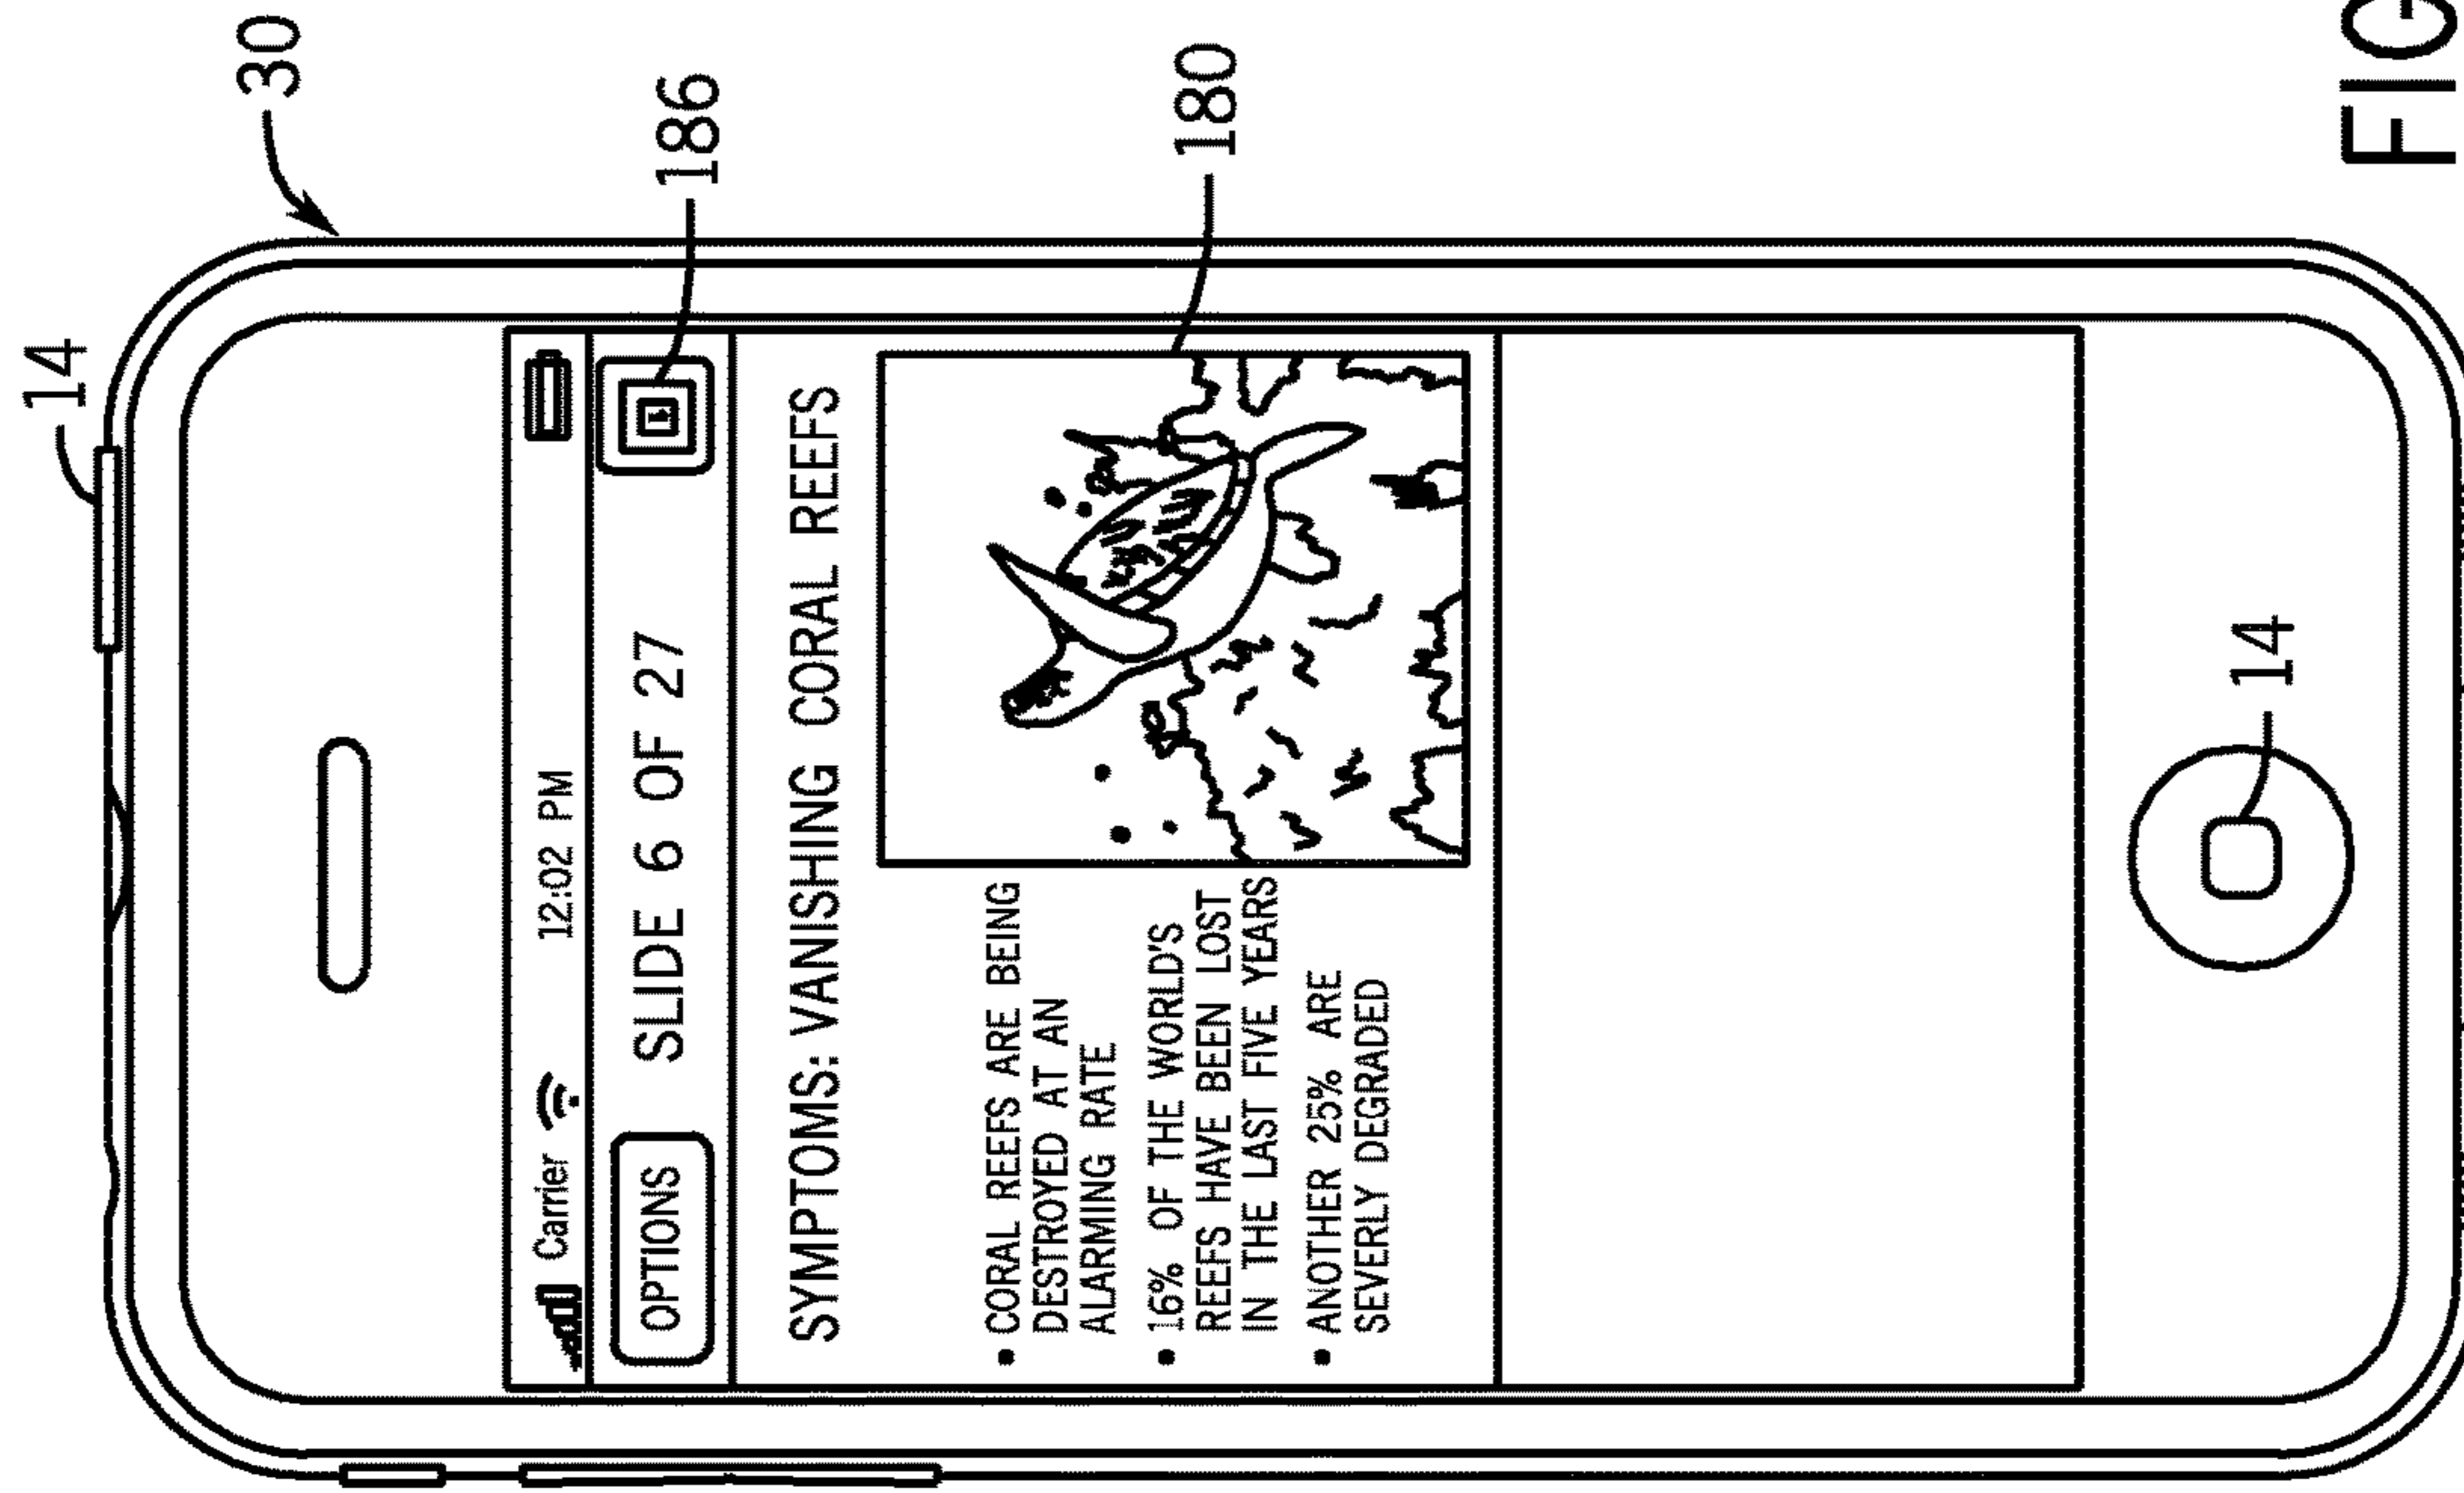 30
14
Carrier 12:02 PM
OPTIONS SLIDE 6 OF 27
186
SYMPTOMS: VANISHING CORAL REEFS
• CORAL REEFS ARE BEING
DESTROYED AT AN
ALARMING RATE
• 16% OF THE WORLD'S
REEFS HAVE BEEN LOST
IN THE LAST FIVE YEARS
• ANOTHER 25% ARE
SEVERLY DEGRADED
180
14
FIG